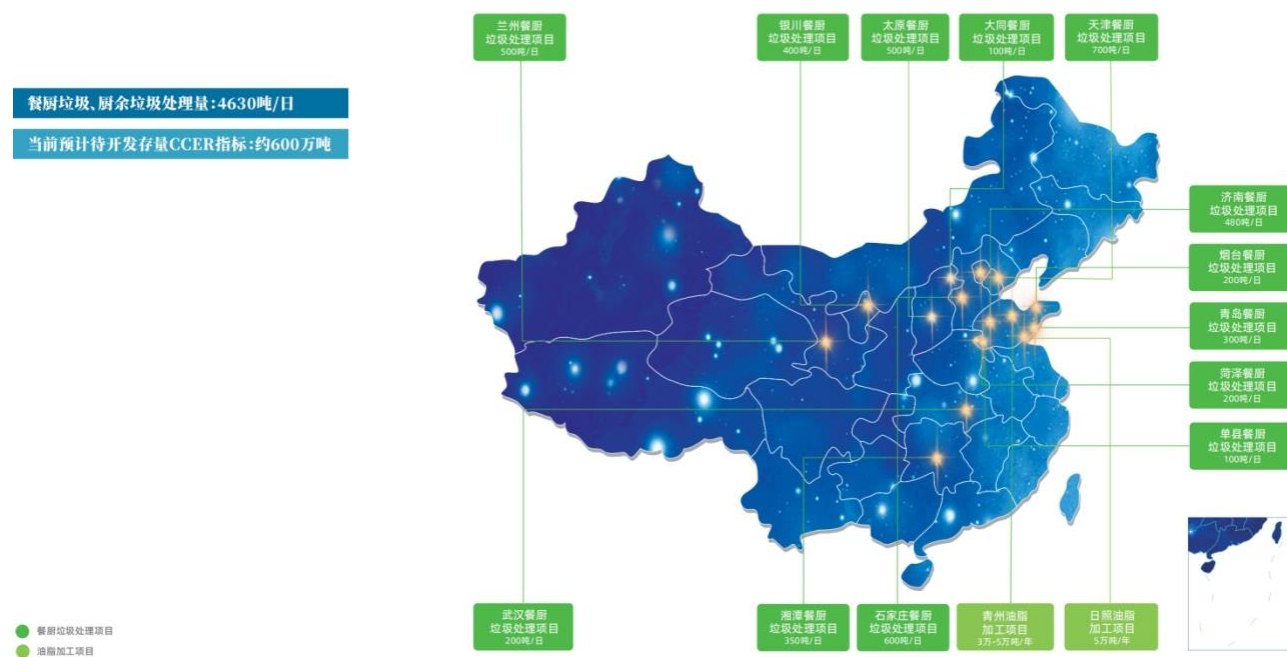 兰州餐厨
垃圾处理项目
500吨/日
银川餐厨
垃圾处理项目
400吨/日
太原餐厨
垃圾处理项目
500吨/日
大同餐厨
垃圾处理项目
100吨/日
天津餐厨
垃圾处理项目
700吨/日
餐厨垃圾、厨余垃圾处理量:4630吨/日
当前预计待开发存量CCER指标:约600万吨
济南餐厨
垃圾处理项目
480吨/日
烟台餐厨
垃圾处理项目
200吨/日
青岛餐厨
垃圾处理项目
300吨/日
菏泽餐厨
垃圾处理项目
200吨/日
单县餐厨
垃圾处理项目
100吨/日
武汉餐厨
垃圾处理项目
200吨/日
湘潭餐厨
垃圾处理项目
350吨/日
石家庄餐厨
垃圾处理项目
600吨/日
青州油脂
加工项目
3万-5万吨/年
日照油脂
加工项目
5万吨/年
餐厨垃圾处理项目
油脂加工项目